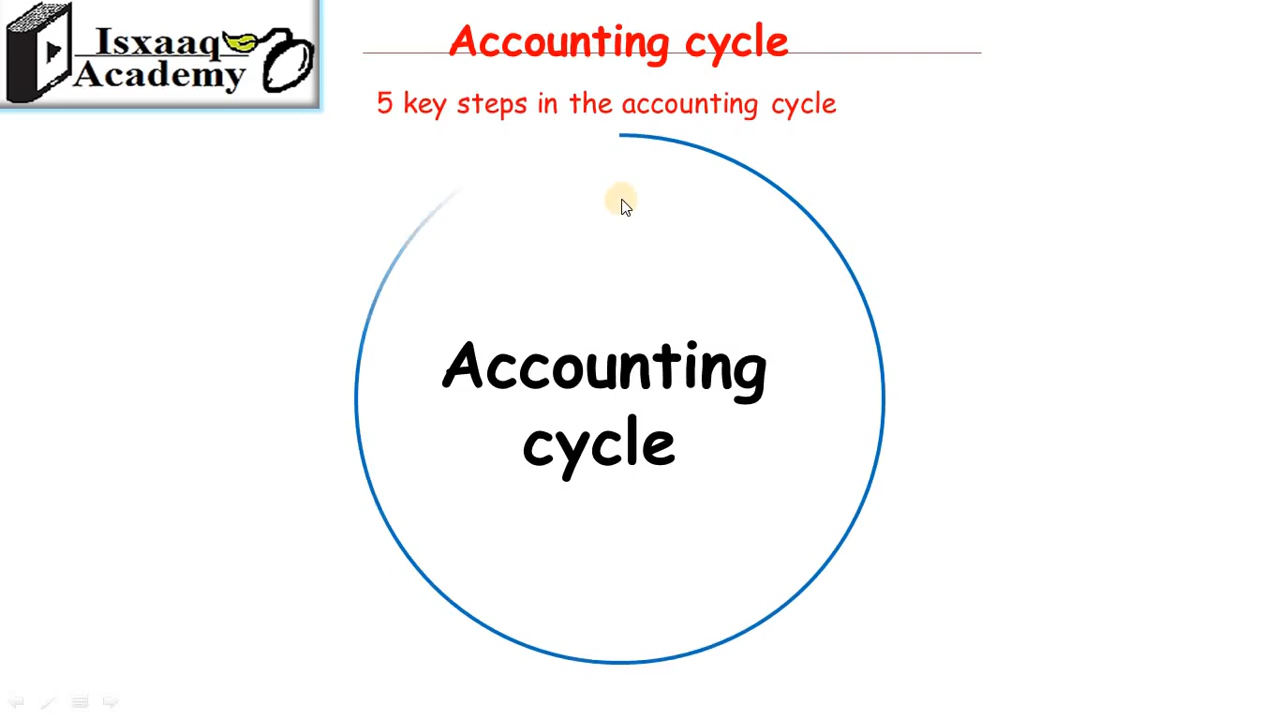 Isxaaq
Academy
Accounting cycle
5 key steps in the accounting cycle
Accounting
cycle